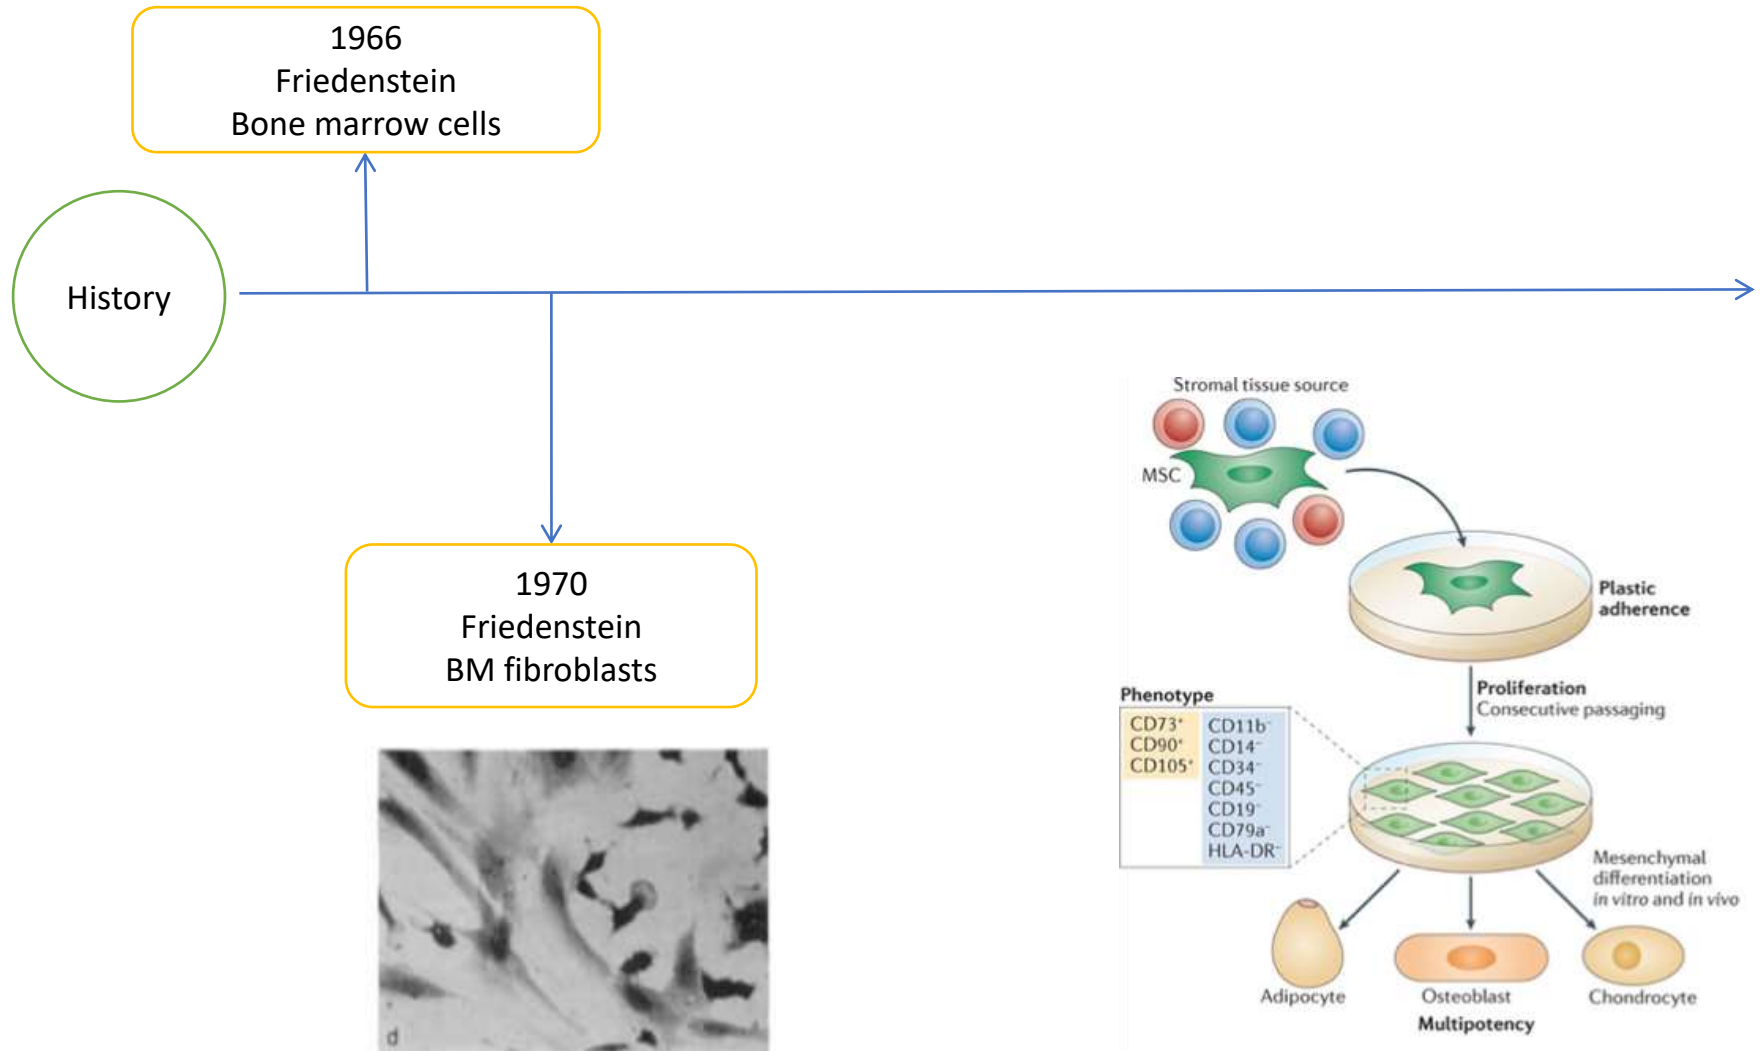 1966
Friedenstein
Bone marrow cells
History
1970
Friedenstein
BM fibroblasts
d
Stromal tissue source
MSC
Plastic
adherence
Proliferation
Consecutive passaging
Phenotype
CD73⁺
CD90⁺
CD105⁺
CD11b⁻
CD14⁻
CD34⁻
CD45⁻
CD19⁻
CD79a⁻
HLA-DR⁻
Mesenchymal
differentiation
in vitro and in vivo
Adipocyte
Osteoblast
Chondrocyte
Multipotency